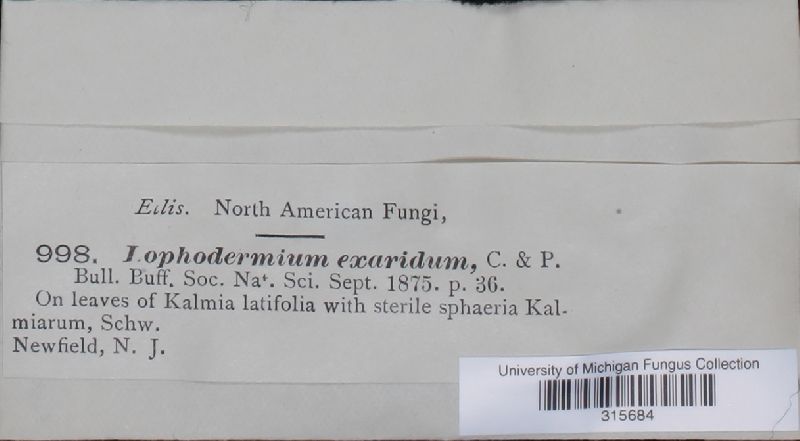 Ellis. North American Fungi,
998. Lophodermium exaridum, C. & P.
Bull. Buff. Soc. Nat. Sci. Sept. 1875. p. 36.
On leaves of Kalmia latifolia with sterile sphaeria Kal-
miarum, Schw.
Newfield, N. J.
University of Michigan Fungus Collection
315684